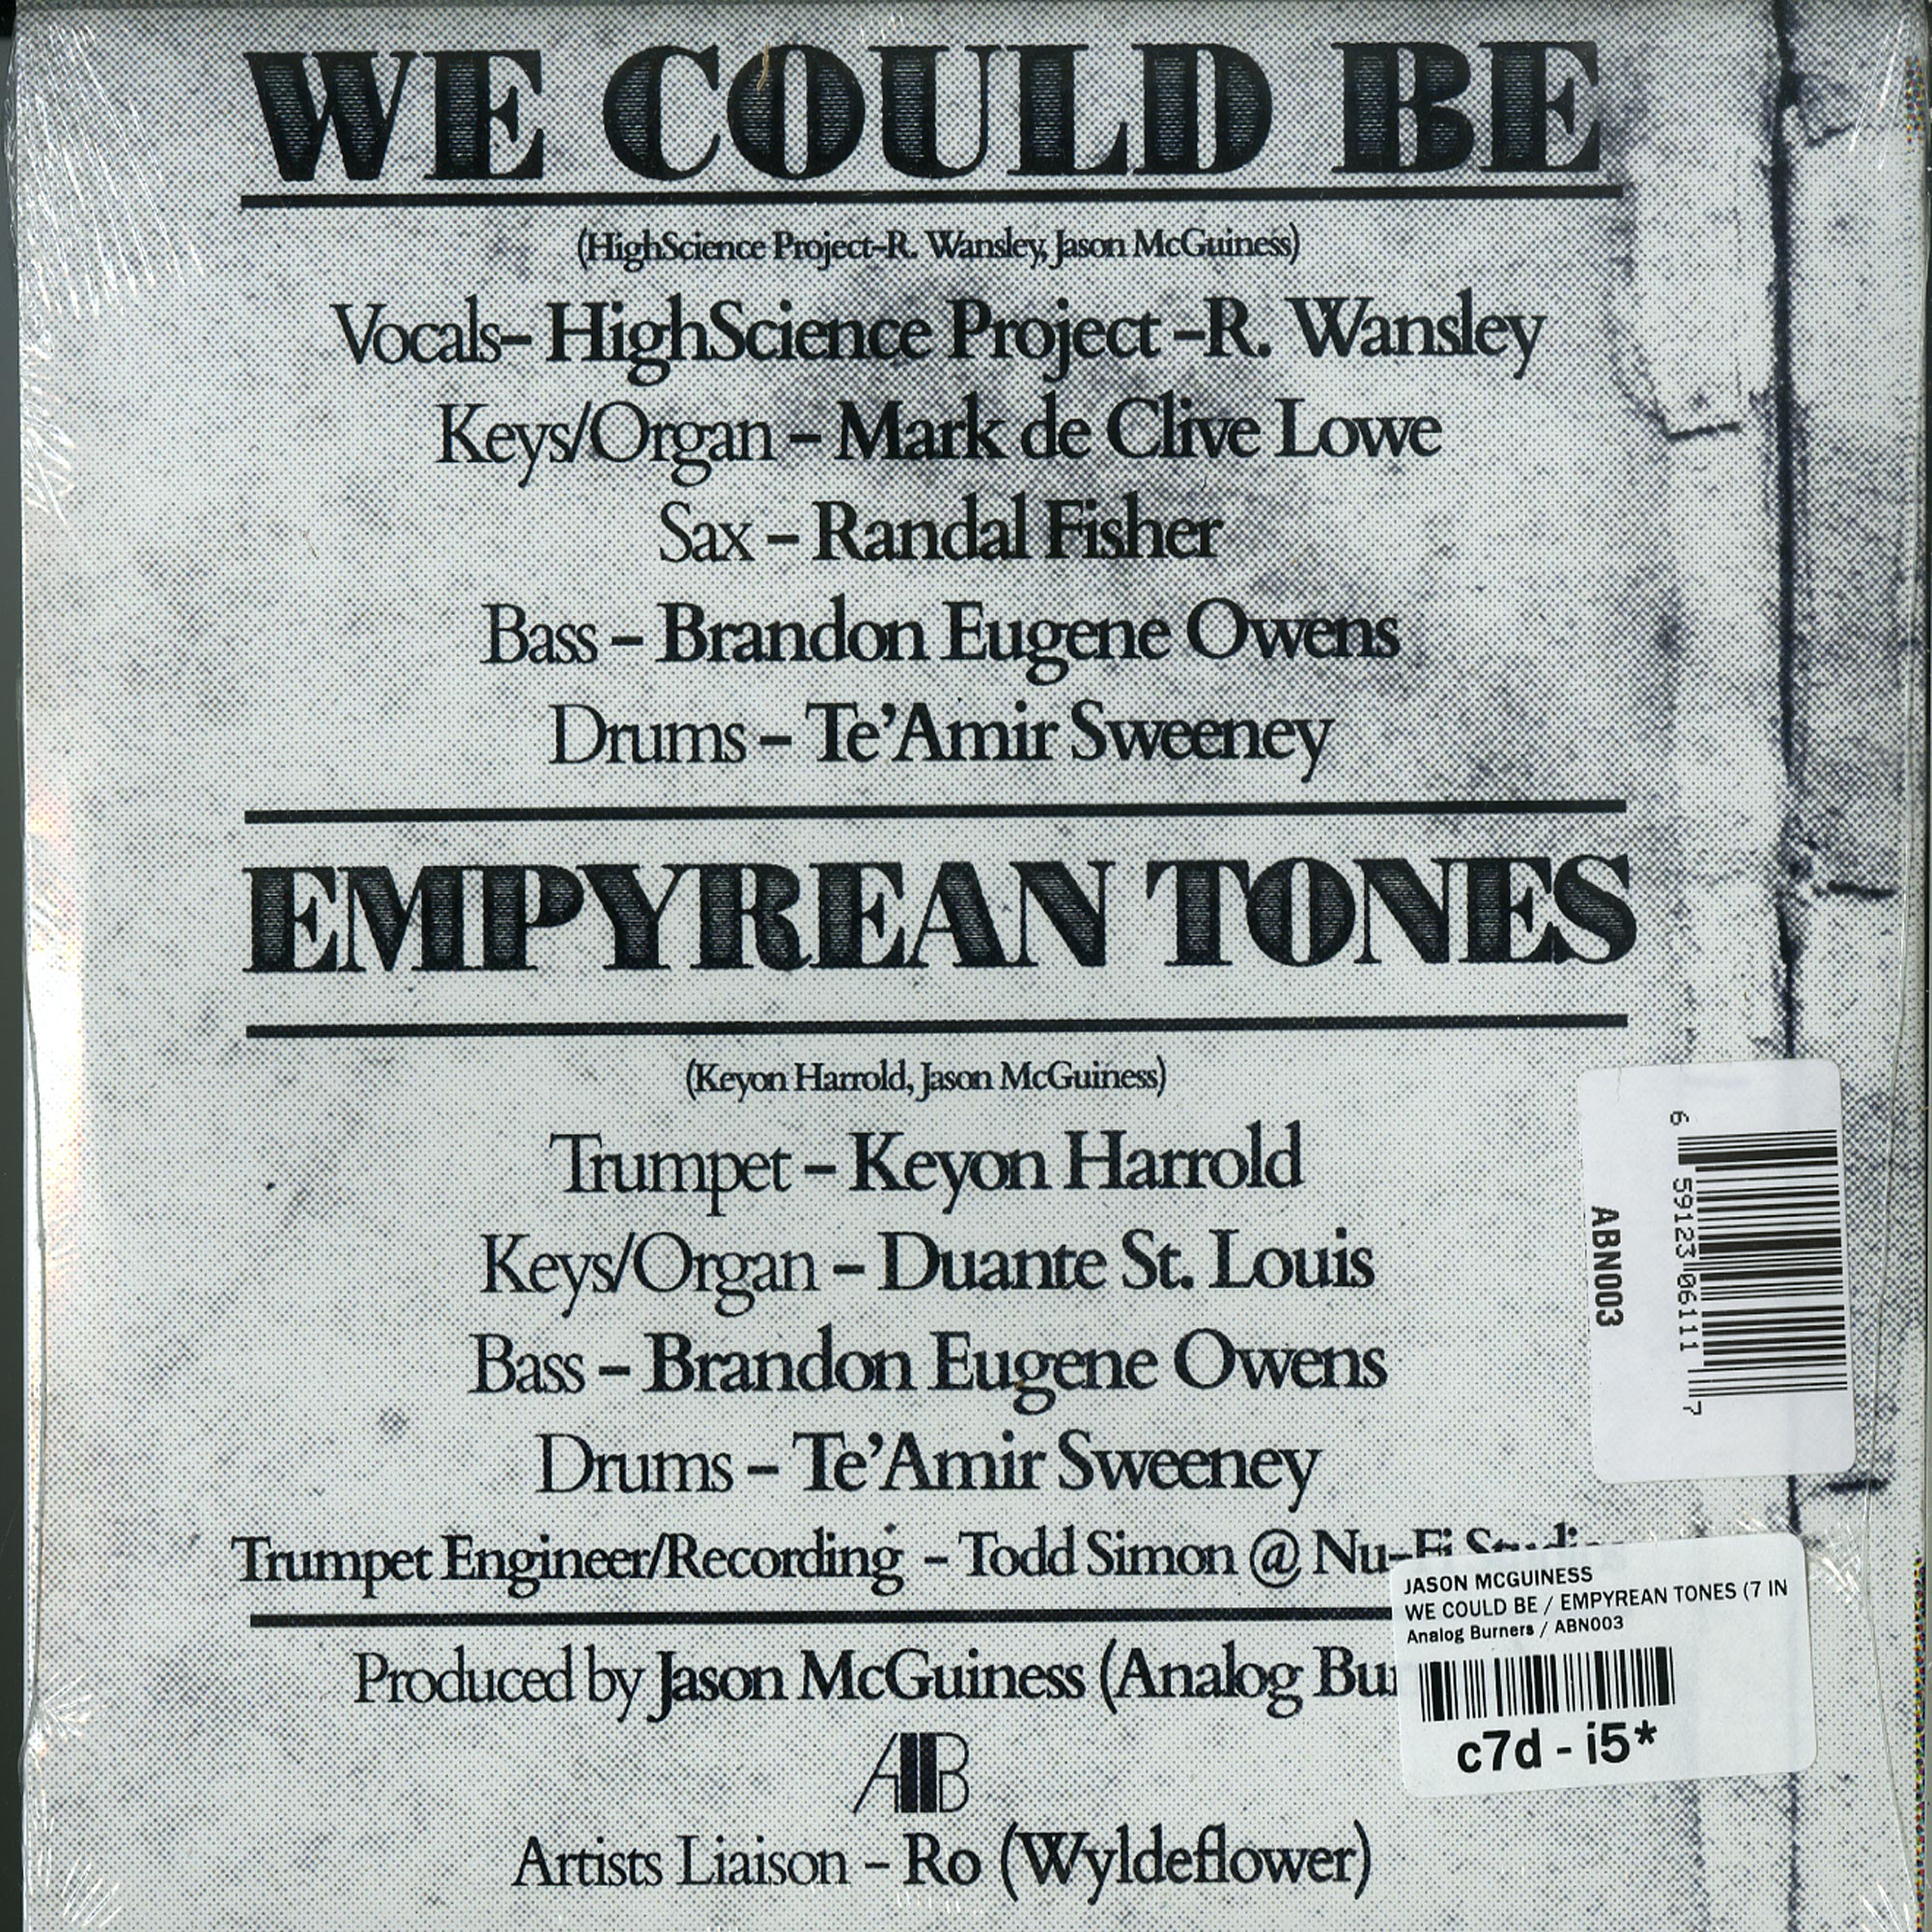 WE COULD BE
(HighScience Project-R. Wansley, Jason McGuiness)
Vocals- HighScience Project -R. Wansley
Keys/Organ - Mark de Clive Lowe
Sax - Randal Fisher
Bass - Brandon Eugene Owens
Drums - Te'Amir Sweeney
EMPYREAN TONES
(Keyon Harrold, Jason McGuiness)
Trumpet - Keyon Harrold
Keys/Organ - Duante St. Louis
Bass - Brandon Eugene Owens
Drums - Te'Amir Sweeney
Trumpet Engineer/Recording - Todd Simon @ Nu-Fi
Produced by Jason McGuiness (Analog
AB
Artists Liaison - Ro (Wyldeflower)
6 59123 06111 7
ABN003
JASON MCGUINESS
WE COULD BE / EMPYREAN TONES (7 IN
Analog Burners / ABN003
c7d - i5*